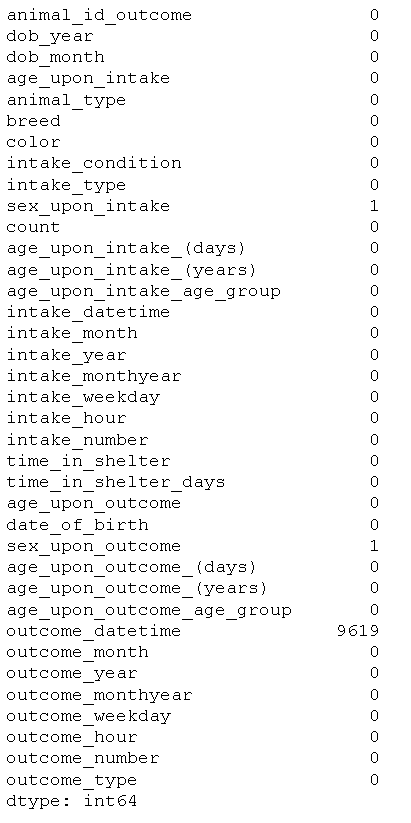 animal_id_outcome 0
dob_year 0
dob_month 0
age_upon_intake 0
animal_type 0
breed 0
color 0
intake_condition 0
intake_type 0
sex_upon_intake 1
count 0
age_upon_intake_(days) 0
age_upon_intake_(years) 0
age_upon_intake_age_group 0
intake_datetime 0
intake_month 0
intake_year 0
intake_monthyear 0
intake_weekday 0
intake_hour 0
intake_number 0
time_in_shelter 0
time_in_shelter_days 0
age_upon_outcome 0
date_of_birth 0
sex_upon_outcome 1
age_upon_outcome_(days) 0
age_upon_outcome_(years) 0
age_upon_outcome_age_group 0
outcome_datetime 9619
outcome_month 0
outcome_year 0
outcome_monthyear 0
outcome_weekday 0
outcome_hour 0
outcome_number 0
outcome_type 0
dtype: int64